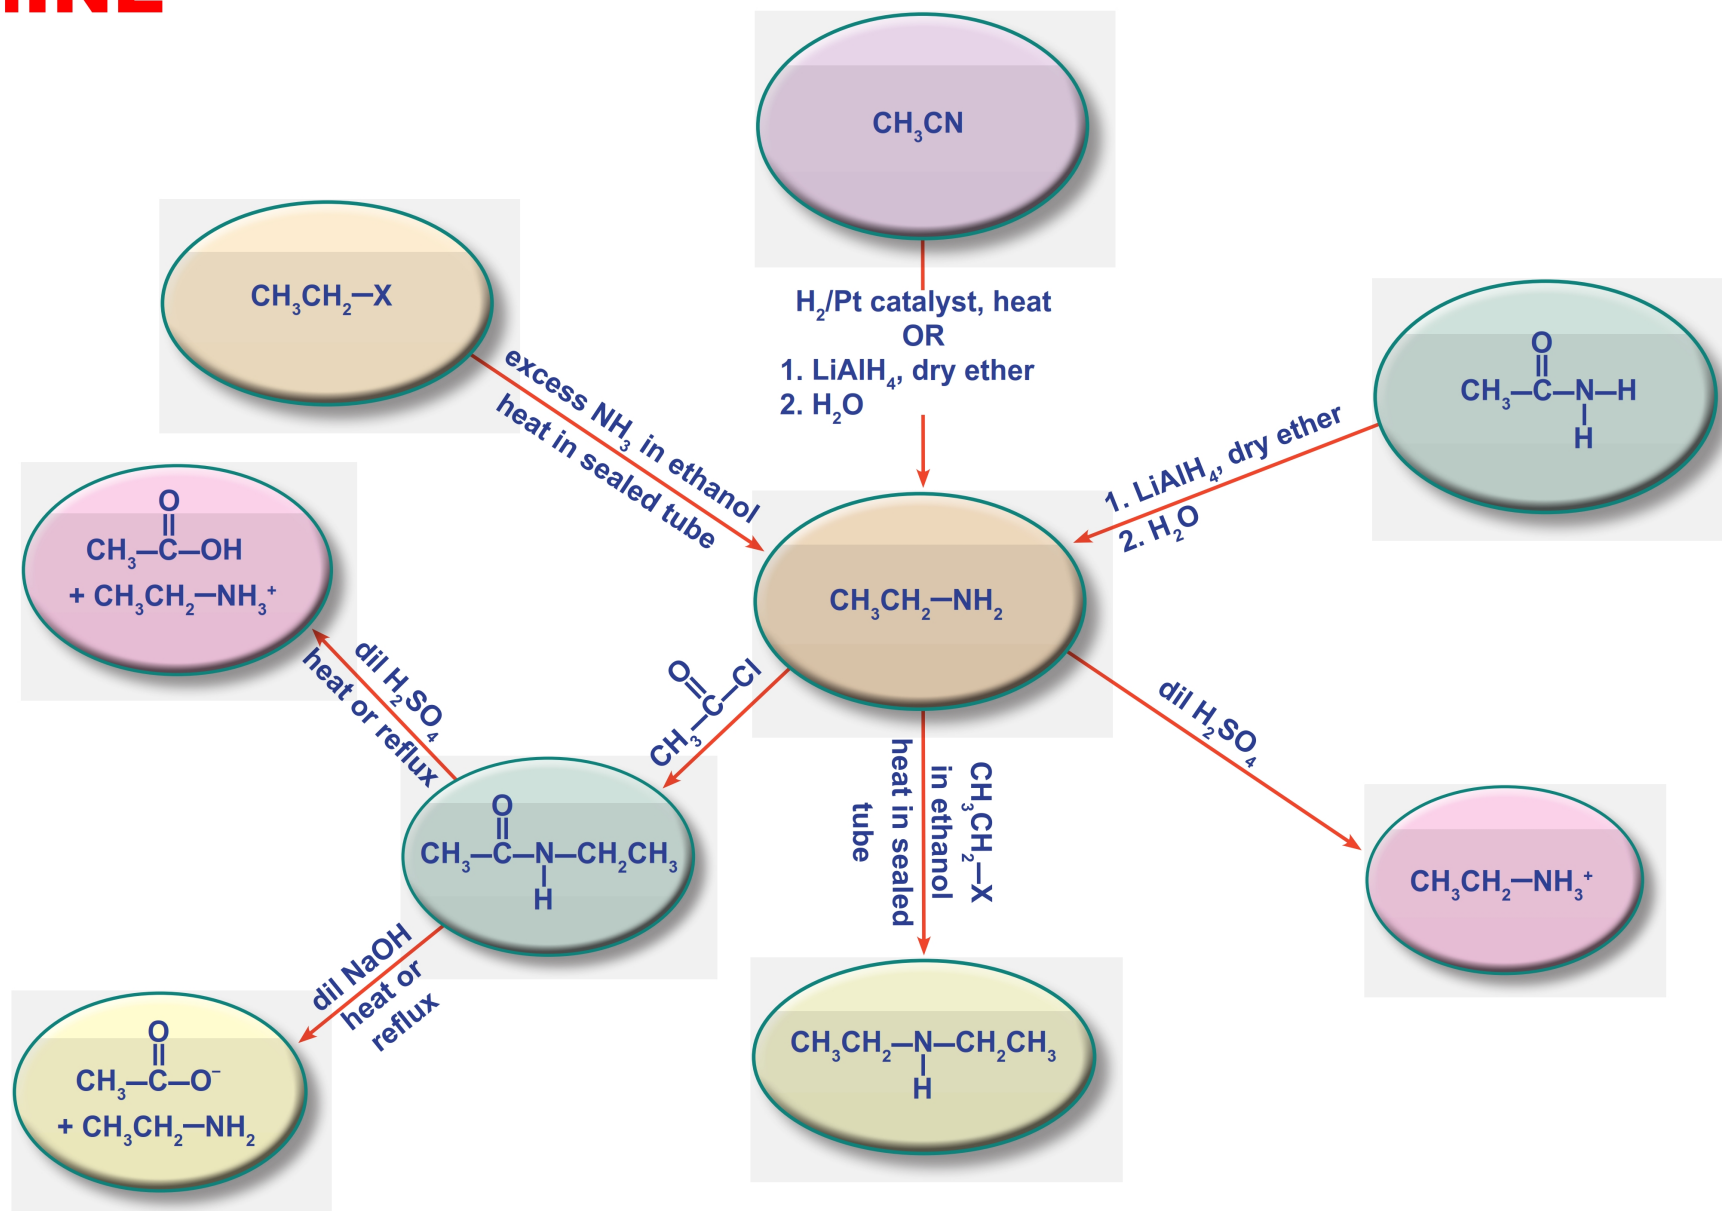 CH₃CN
CH₃CH₂—X
H₂/Pt catalyst, heat
OR
1. LiAlH₄, dry ether
2. H₂O
excess NH₃ in ethanol
heat in sealed tube
O
CH₃—C—N—H
H
1. LiAlH₄, dry ether
2. H₂O
O
CH₃—C—OH
+ CH₃CH₂—NH₃⁺
CH₃CH₂—NH₂
dil H₂SO₄
heat or reflux
O
CH₃—C—Cl
dil H₂SO₄
CH₃CH₂—X
in ethanol
heat in sealed
tube
O
CH₃—C—N—CH₂CH₃
H
CH₃CH₂—NH₃⁺
dil NaOH
heat or
reflux
O
CH₃—C—O⁻
+ CH₃CH₂—NH₂
CH₃CH₂—N—CH₂CH₃
H